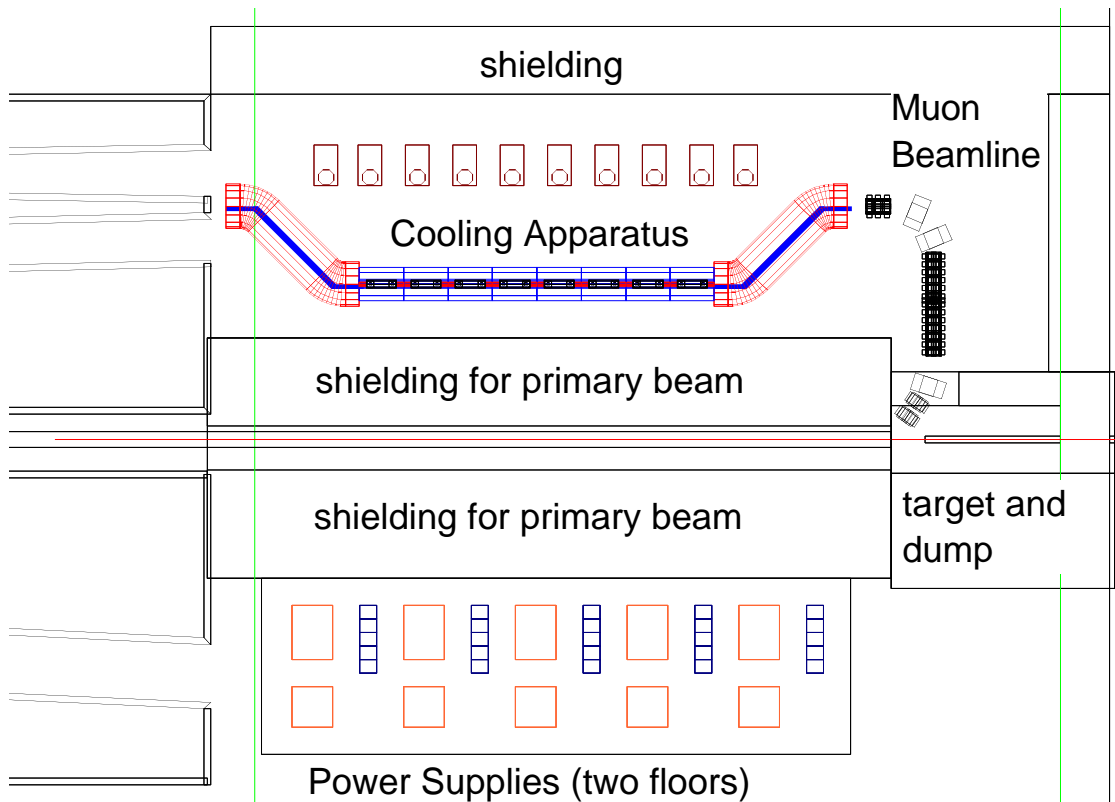 shielding
Muon
Beamline
Cooling Apparatus
shielding for primary beam
shielding for primary beam
target and
dump
Power Supplies (two floors)